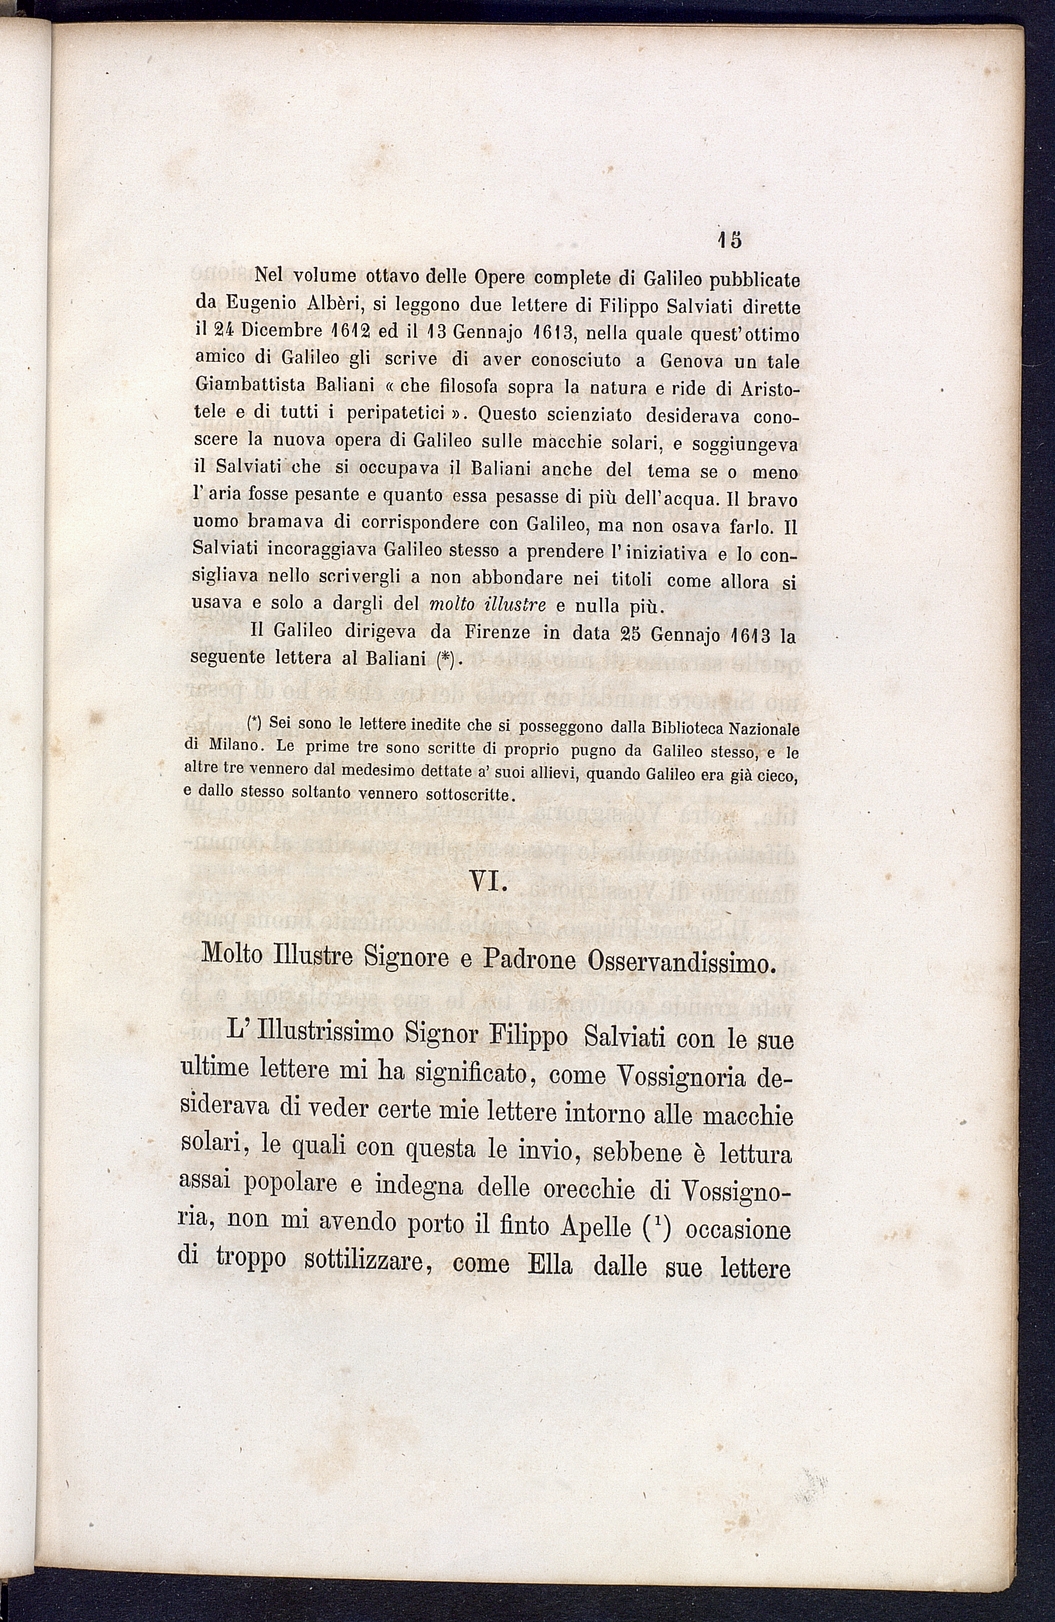 15
Nel volume ottavo delle Opere complete di Galileo pubblicate
da Eugenio Albèri, si leggono due lettere di Filippo Salviati dirette
il 24 Dicembre 1612 ed il 13 Gennajo 1613, nella quale quest'ottimo
amico di Galileo gli scrive di aver conosciuto a Genova un tale
Giambattista Baliani « che filosofa sopra la natura e ride di Aristo-
tele e di tutti i peripatetici ». Questo scienziato desiderava cono-
scere la nuova opera di Galileo sulle macchie solari, e soggiungeva
il Salviati che si occupava il Baliani anche del tema se o meno
l'aria fosse pesante e quanto essa pesasse di più dell'acqua. Il bravo
uomo bramava di corrispondere con Galileo, ma non osava farlo. Il
Salviati incoraggiava Galileo stesso a prendere l'iniziativa e lo con-
sigliava nello scrivergli a non abbondare nei titoli come allora si
usava e solo a dargli del molto illustre e nulla più.
Il Galileo dirigeva da Firenze in data 25 Gennajo 1613 la
seguente lettera al Baliani (*).
(*) Sei sono le lettere inedite che si posseggono dalla Biblioteca Nazionale
di Milano. Le prime tre sono scritte di proprio pugno da Galileo stesso, e le
altre tre vennero dal medesimo dettate a' suoi allievi, quando Galileo era già cieco,
e dallo stesso soltanto vennero sottoscritte.
VI.
Molto Illustre Signore e Padrone Osservandissimo.
L'Illustrissimo Signor Filippo Salviati con le sue
ultime lettere mi ha significato, come Vossignoria de-
siderava di veder certe mie lettere intorno alle macchie
solari, le quali con questa le invio, sebbene è lettura
assai popolare e indegna delle orecchie di Vossigno-
ria, non mi avendo porto il finto Apelle (¹) occasione
di troppo sottilizzare, come Ella dalle sue lettere